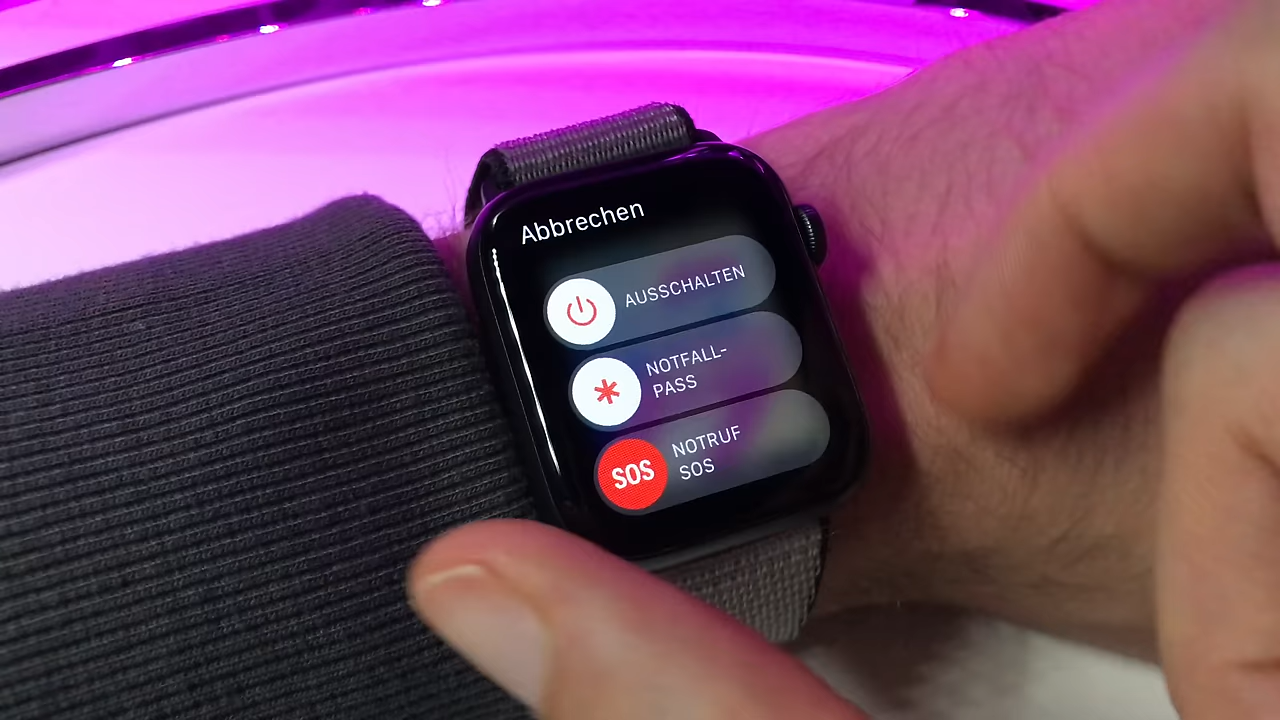 Abbrechen
AUSSCHALTEN
NOTFALL-
PASS
SOS
NOTRUF
SOS